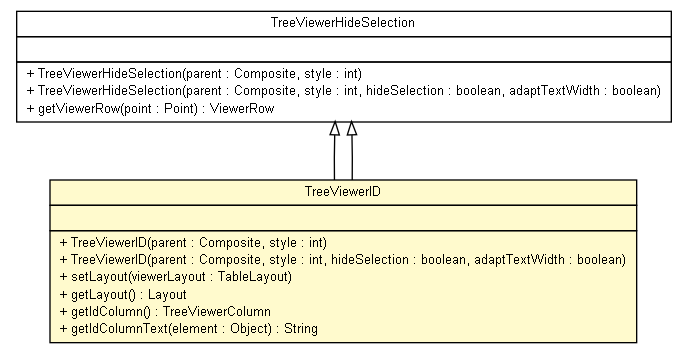 TreeViewerHideSelection
+ TreeViewerHideSelection(parent : Composite, style : int)
+ TreeViewerHideSelection(parent : Composite, style : int, hideSelection : boolean, adaptTextWidth : boolean)
+ getViewerRow(point : Point) : ViewerRow
TreeViewerID
+ TreeViewerID(parent : Composite, style : int)
+ TreeViewerID(parent : Composite, style : int, hideSelection : boolean, adaptTextWidth : boolean)
+ setLayout(viewerLayout : TableLayout)
+ getLayout() : Layout
+ getIdColumn() : TreeViewerColumn
+ getIdColumnText(element : Object) : String